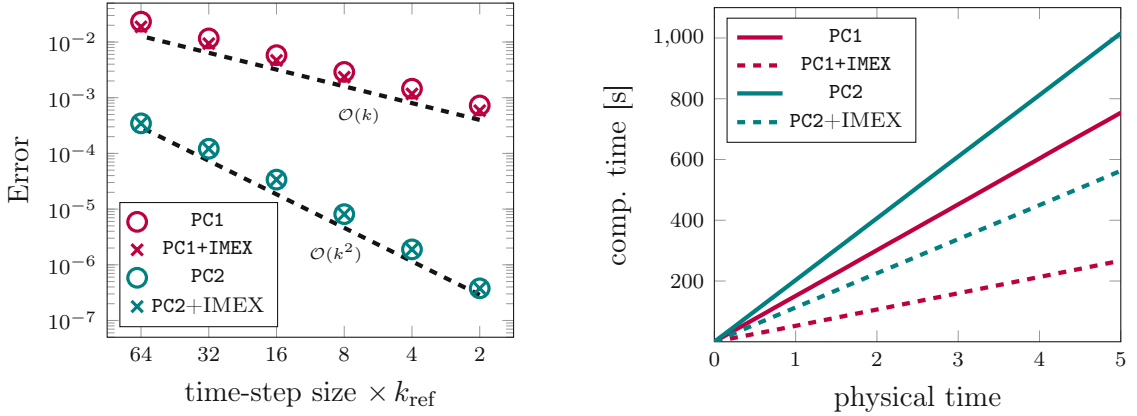 10^{-2}
10^{-3}
10^{-4}
10^{-5}
10^{-6}
10^{-7}
Error
O(k)
O(k^2)
PC1
PC1+IMEX
PC2
PC2+IMEX
64 32 16 8 4 2
time-step size × k_ref
1,000
800
600
400
200
comp. time [s]
PC1
PC1+IMEX
PC2
PC2+IMEX
0 1 2 3 4 5
physical time